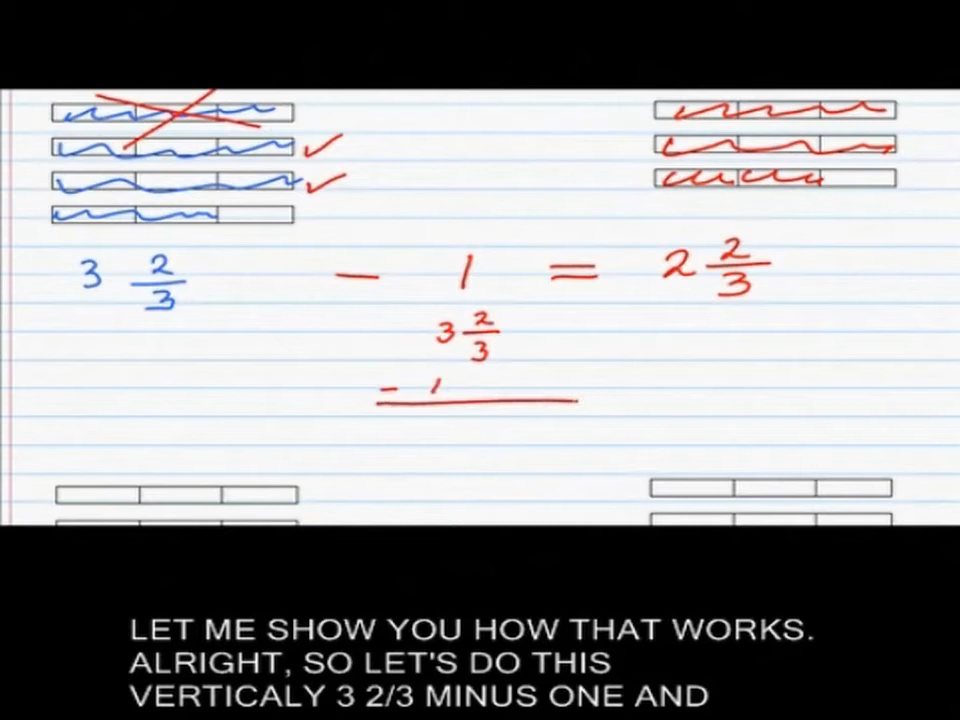 3 2/3 − 1 = 2 2/3
3 2/3
− 1
LET ME SHOW YOU HOW THAT WORKS.
ALRIGHT, SO LET'S DO THIS
VERTICALY 3 2/3 MINUS ONE AND